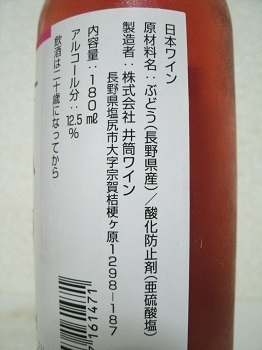 日本ワイン
原材料名：ぶどう（長野県産）／酸化防止剤（亜硫酸塩）
製造者：株式会社 井筒ワイン
長野県塩尻市大字宗賀桔梗ヶ原1298-187
内容量：180㎖
アルコール分：12.5%
飲酒は二十歳になってから
161471